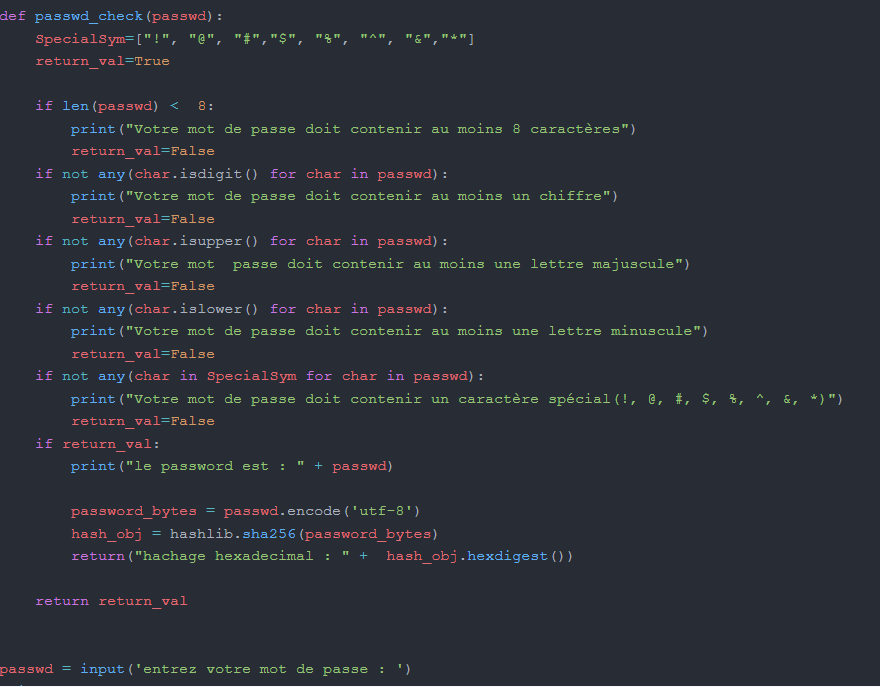 def passwd_check(passwd):
    SpecialSym=["!", "@", "#","$", "%", "^", "&","*"]
    return_val=True
    if len(passwd) <  8:
        print("Votre mot de passe doit contenir au moins 8 caractères")
        return_val=False
    if not any(char.isdigit() for char in passwd):
        print("Votre mot de passe doit contenir au moins un chiffre")
        return_val=False
    if not any(char.isupper() for char in passwd):
        print("Votre mot  passe doit contenir au moins une lettre majuscule")
        return_val=False
    if not any(char.islower() for char in passwd):
        print("Votre mot de passe doit contenir au moins une lettre minuscule")
        return_val=False
    if not any(char in SpecialSym for char in passwd):
        print("Votre mot de passe doit contenir un caractère spécial(!, @, #, $, %, ^, &, *)")
        return_val=False
    if return_val:
        print("le password est : " + passwd)
        password_bytes = passwd.encode('utf-8')
        hash_obj = hashlib.sha256(password_bytes)
        return("hachage hexadecimal : " +  hash_obj.hexdigest())
    return return_val
passwd = input('entrez votre mot de passe : ')